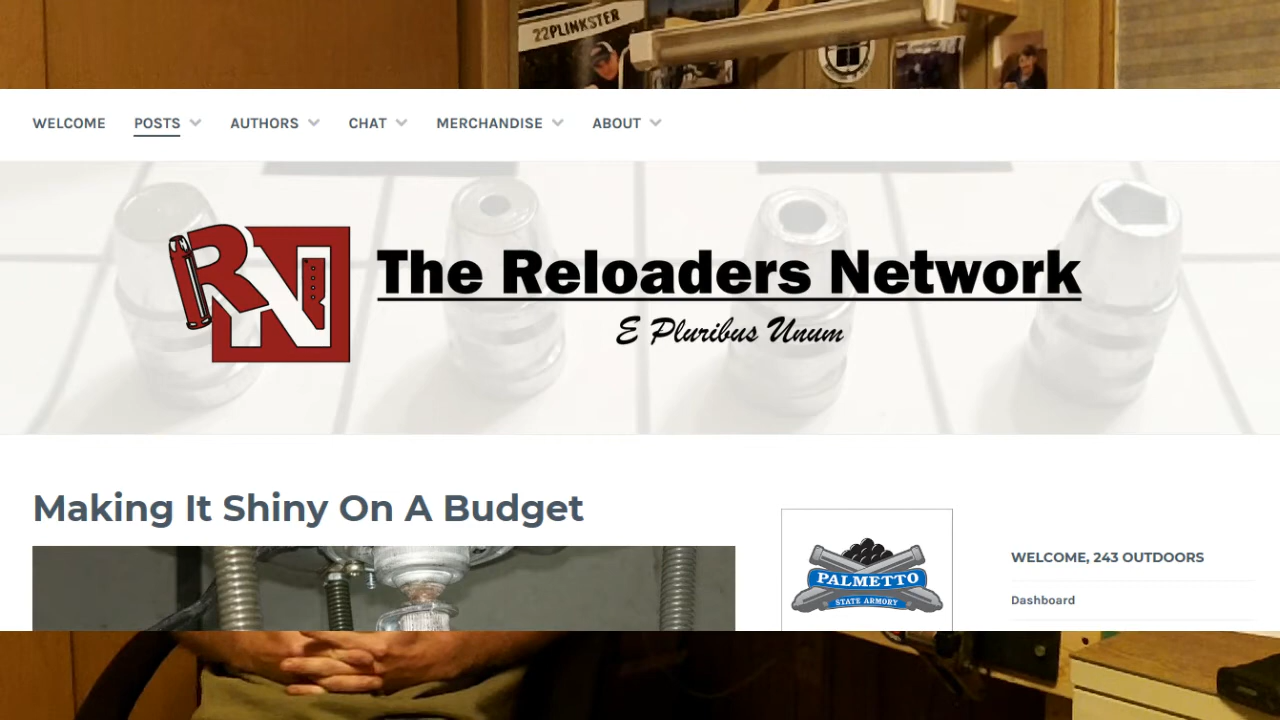 22PLINKSTER
WELCOME POSTS AUTHORS CHAT MERCHANDISE ABOUT
RN
The Reloaders Network
E Pluribus Unum
Making It Shiny On A Budget
PALMETTO
STATE ARMORY
WELCOME, 243 OUTDOORS
Dashboard